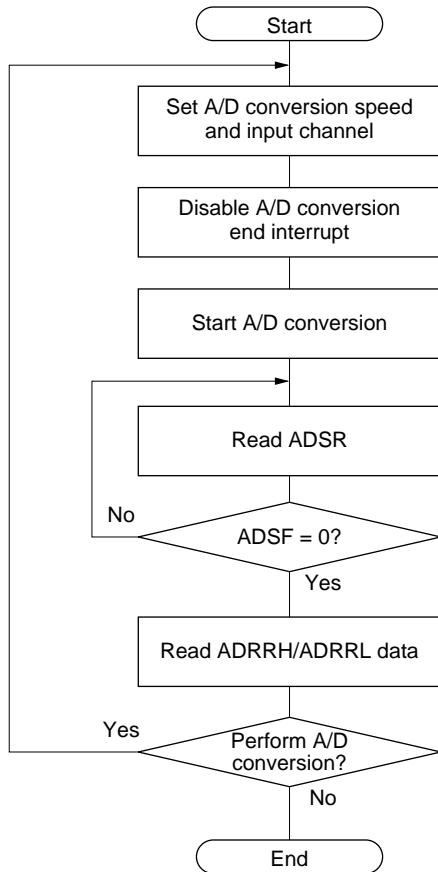 Start
Set A/D conversion speed
and input channel
Disable A/D conversion
end interrupt
Start A/D conversion
Read ADSR
No
ADSF = 0?
Yes
Read ADRRH/ADRRL data
Yes
Perform A/D
conversion?
No
End